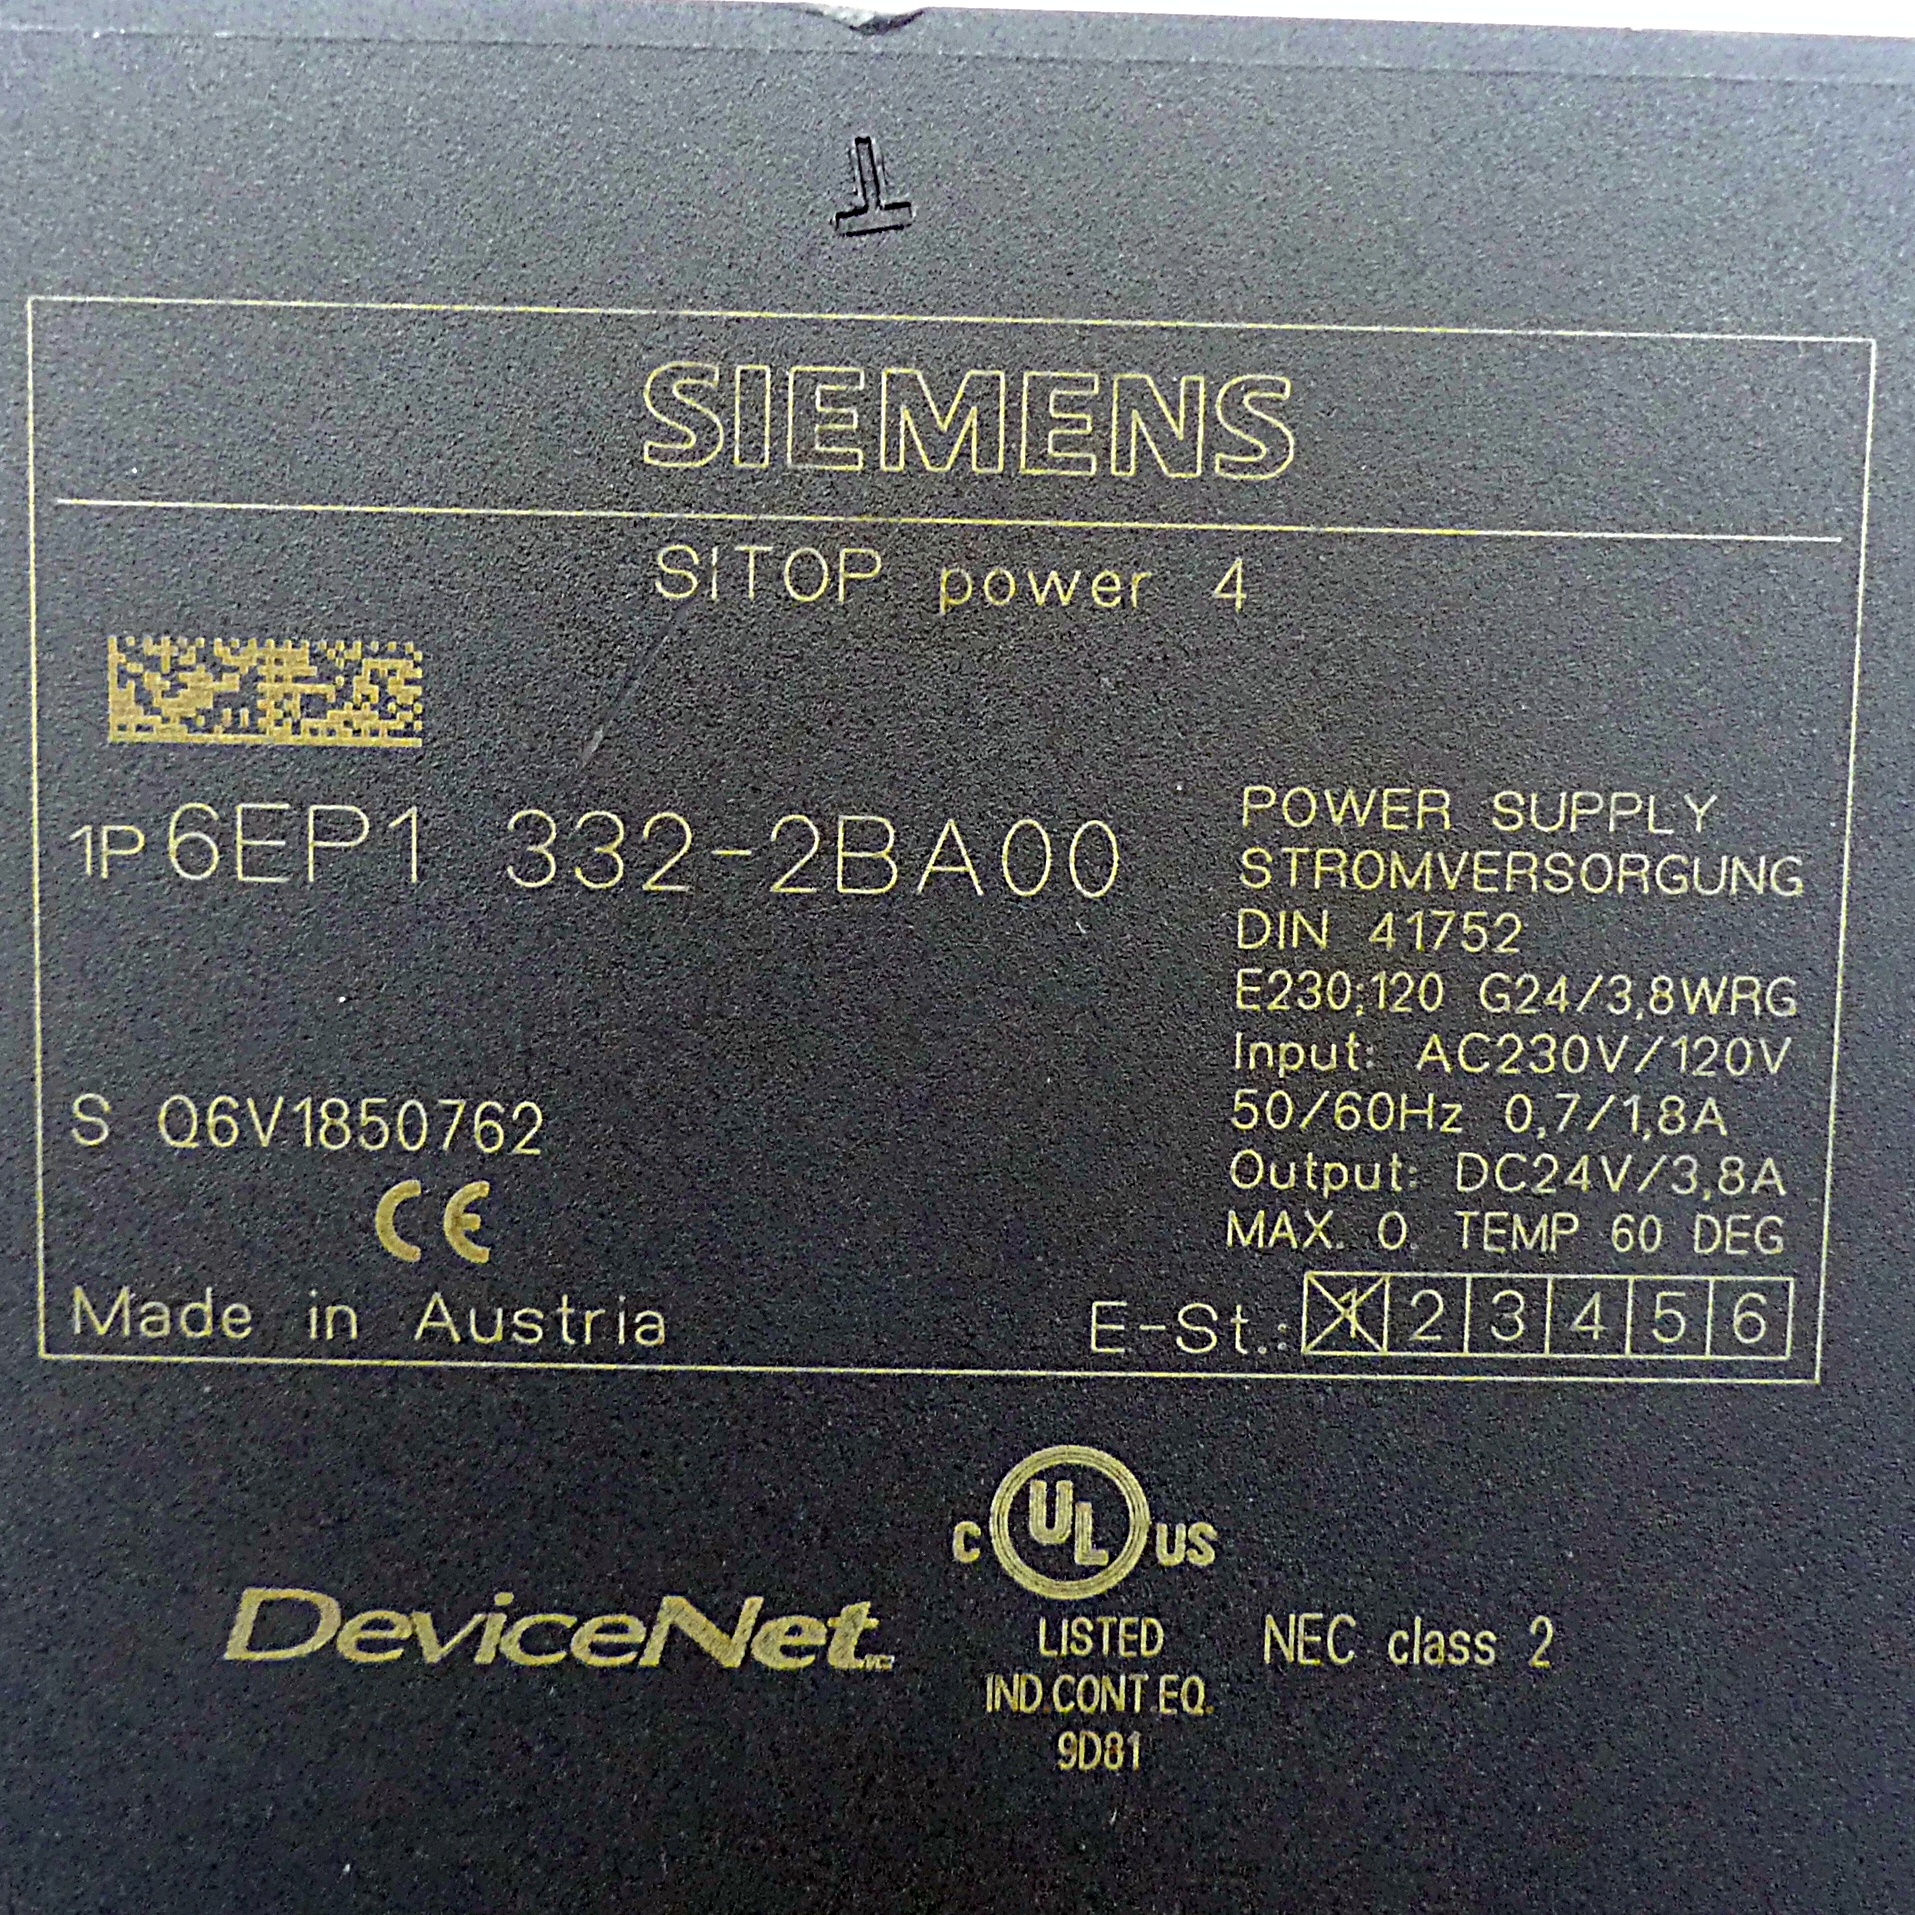 SIEMENS
SITOP power 4
1P 6EP1 332-2BA00
POWER SUPPLY
STROMVERSORGUNG
DIN 41752
E230;120 G24/3,8WRG
Input: AC230V/120V
50/60Hz 0,7/1,8A
Output: DC24V/3,8A
MAX. O. TEMP 60 DEG
S Q6V1850762
CE
Made in Austria
E-St.: 1 2 3 4 5 6
C UL US
DeviceNet
LISTED
NEC class 2
IND.CONT.EQ.
9D81